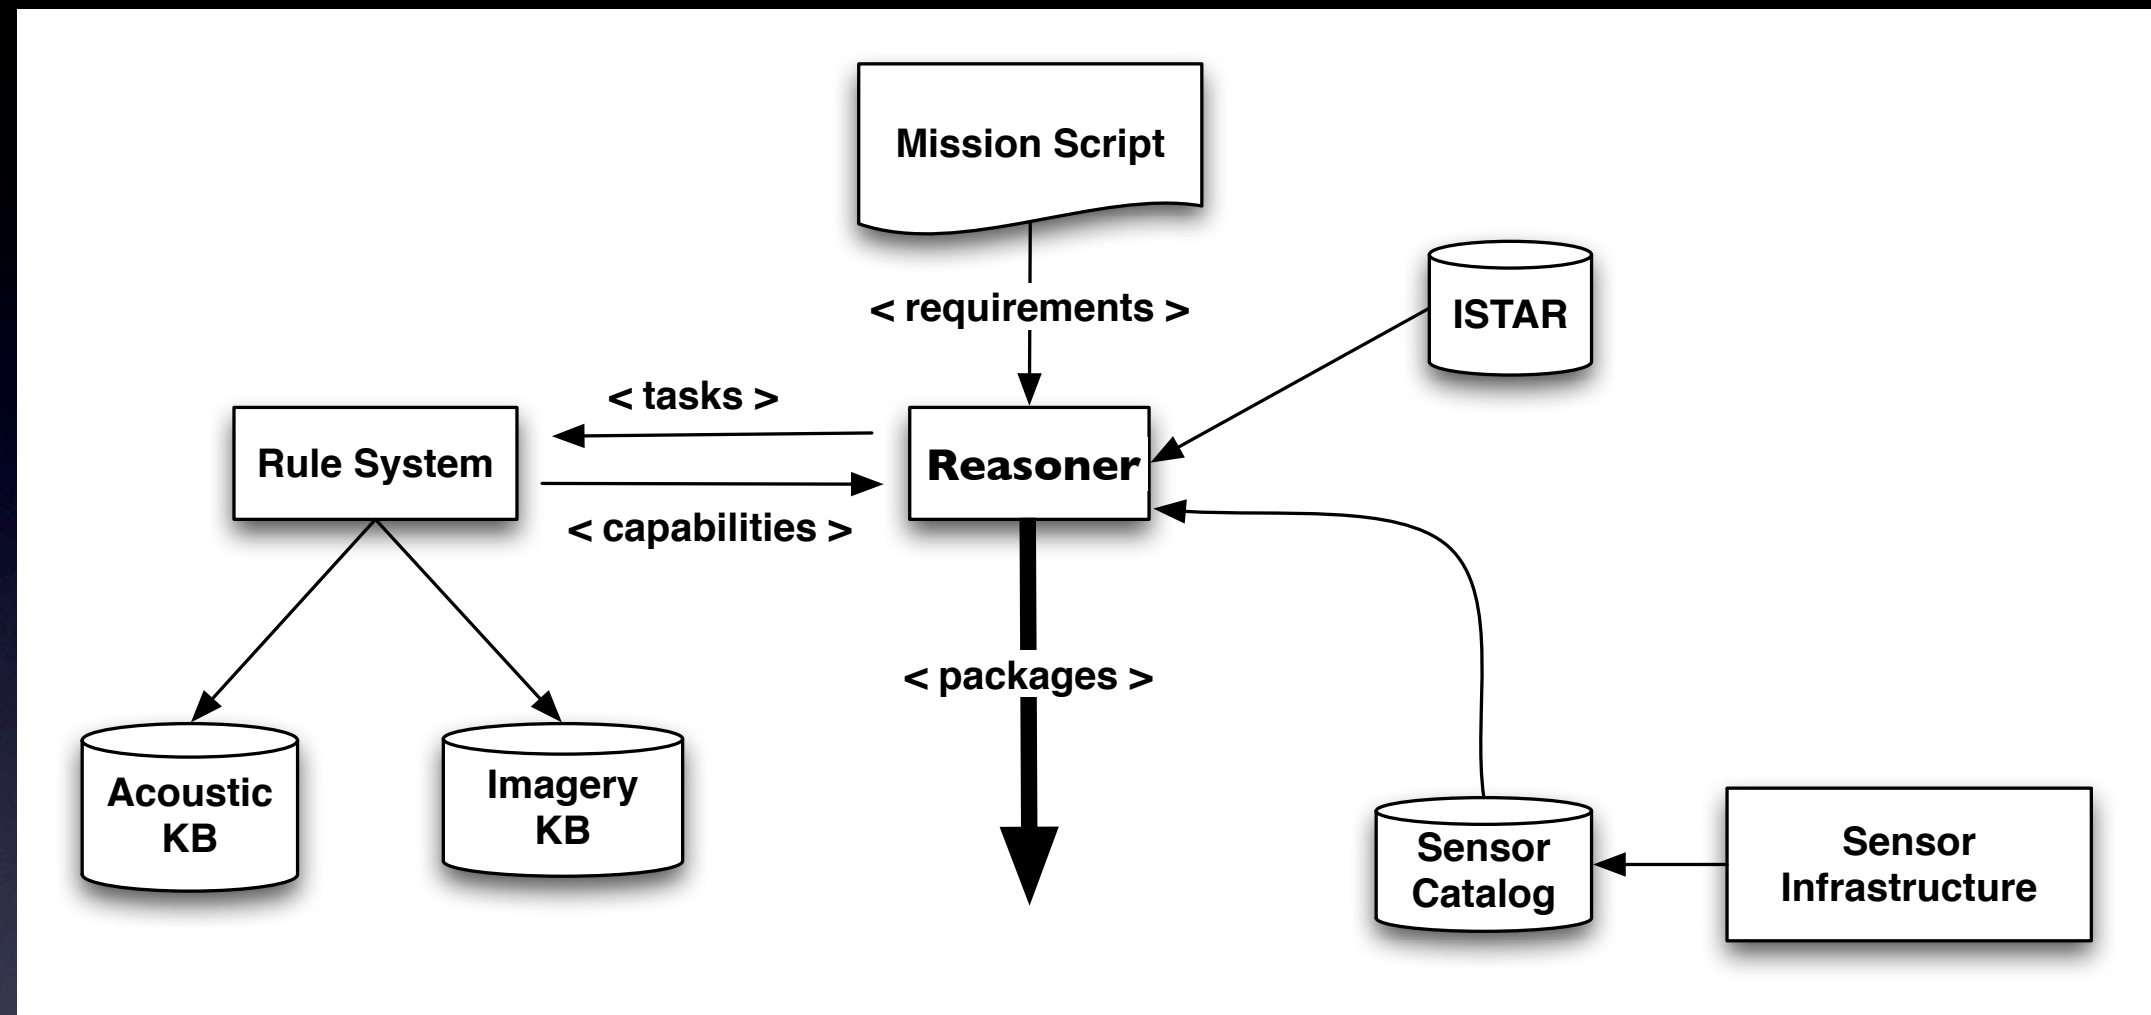 Mission Script
< requirements >
ISTAR
< tasks >
Rule System
Reasoner
< capabilities >
< packages >
Acoustic
KB
Imagery
KB
Sensor
Catalog
Sensor
Infrastructure